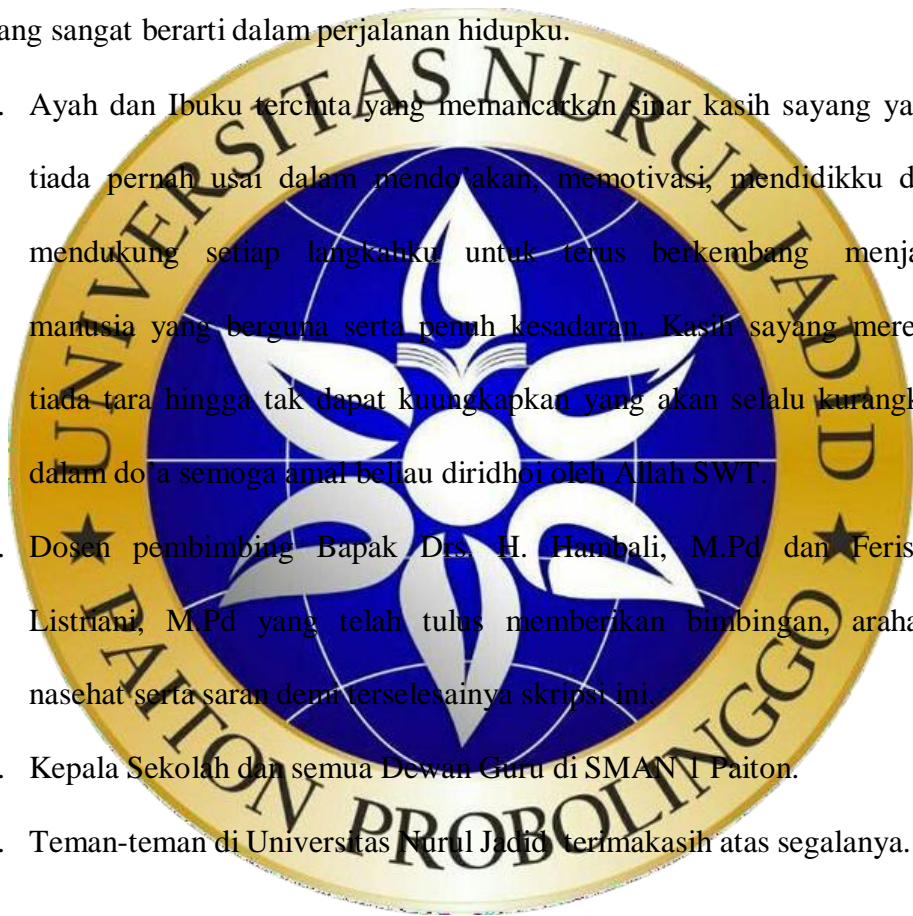 ang sangat berarti dalam perjalanan hidupku.
. Ayah dan Ibuku tercinta yang memancarkan sinar kasih sayang ya
tiada pernah usai dalam mendo'akan, memotivasi, mendidikku d
mendukung setiap langkahku untuk terus berkembang menja
manusia yang berguna serta penuh kesadaran. Kasih sayang mere
tiada tara hingga tak dapat kuungkapkan yang akan selalu kurangk
dalam do'a semoga amal beliau diridhoi oleh Allah SWT.
. Dosen pembimbing Bapak Drs. H. Hambali, M.Pd dan Feris
Listriani, M.Pd yang telah tulus memberikan bimbingan, araha
nasehat serta saran demi terselesainya skripsi ini.
. Kepala Sekolah dan semua Dewan Guru di SMAN 1 Paiton.
. Teman-teman di Universitas Nurul Jadid, terimakasih atas segalanya.
UNIVERSITAS NURUL JADID
PAITON PROBOLINGGO